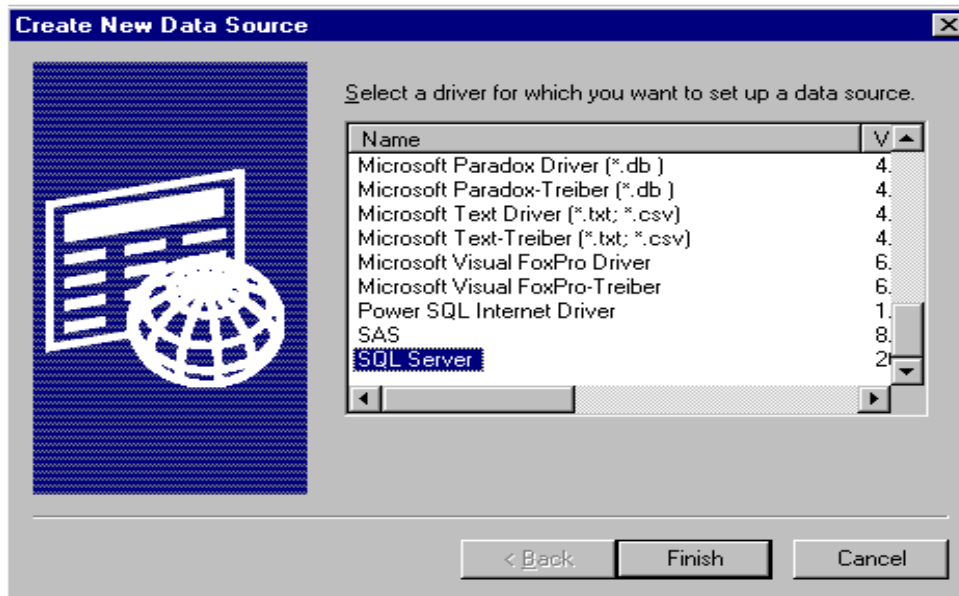 Create New Data Source
Select a driver for which you want to set up a data source.
Name V
Microsoft Paradox Driver (*.db ) 4.
Microsoft Paradox-Treiber (*.db ) 4.
Microsoft Text Driver (*.txt; *.csv) 4.
Microsoft Text-Treiber (*.txt; *.csv) 4.
Microsoft Visual FoxPro Driver 6.
Microsoft Visual FoxPro-Treiber 6.
Power SQL Internet Driver 1.
SAS 8.
SQL Server 2
< Back Finish Cancel